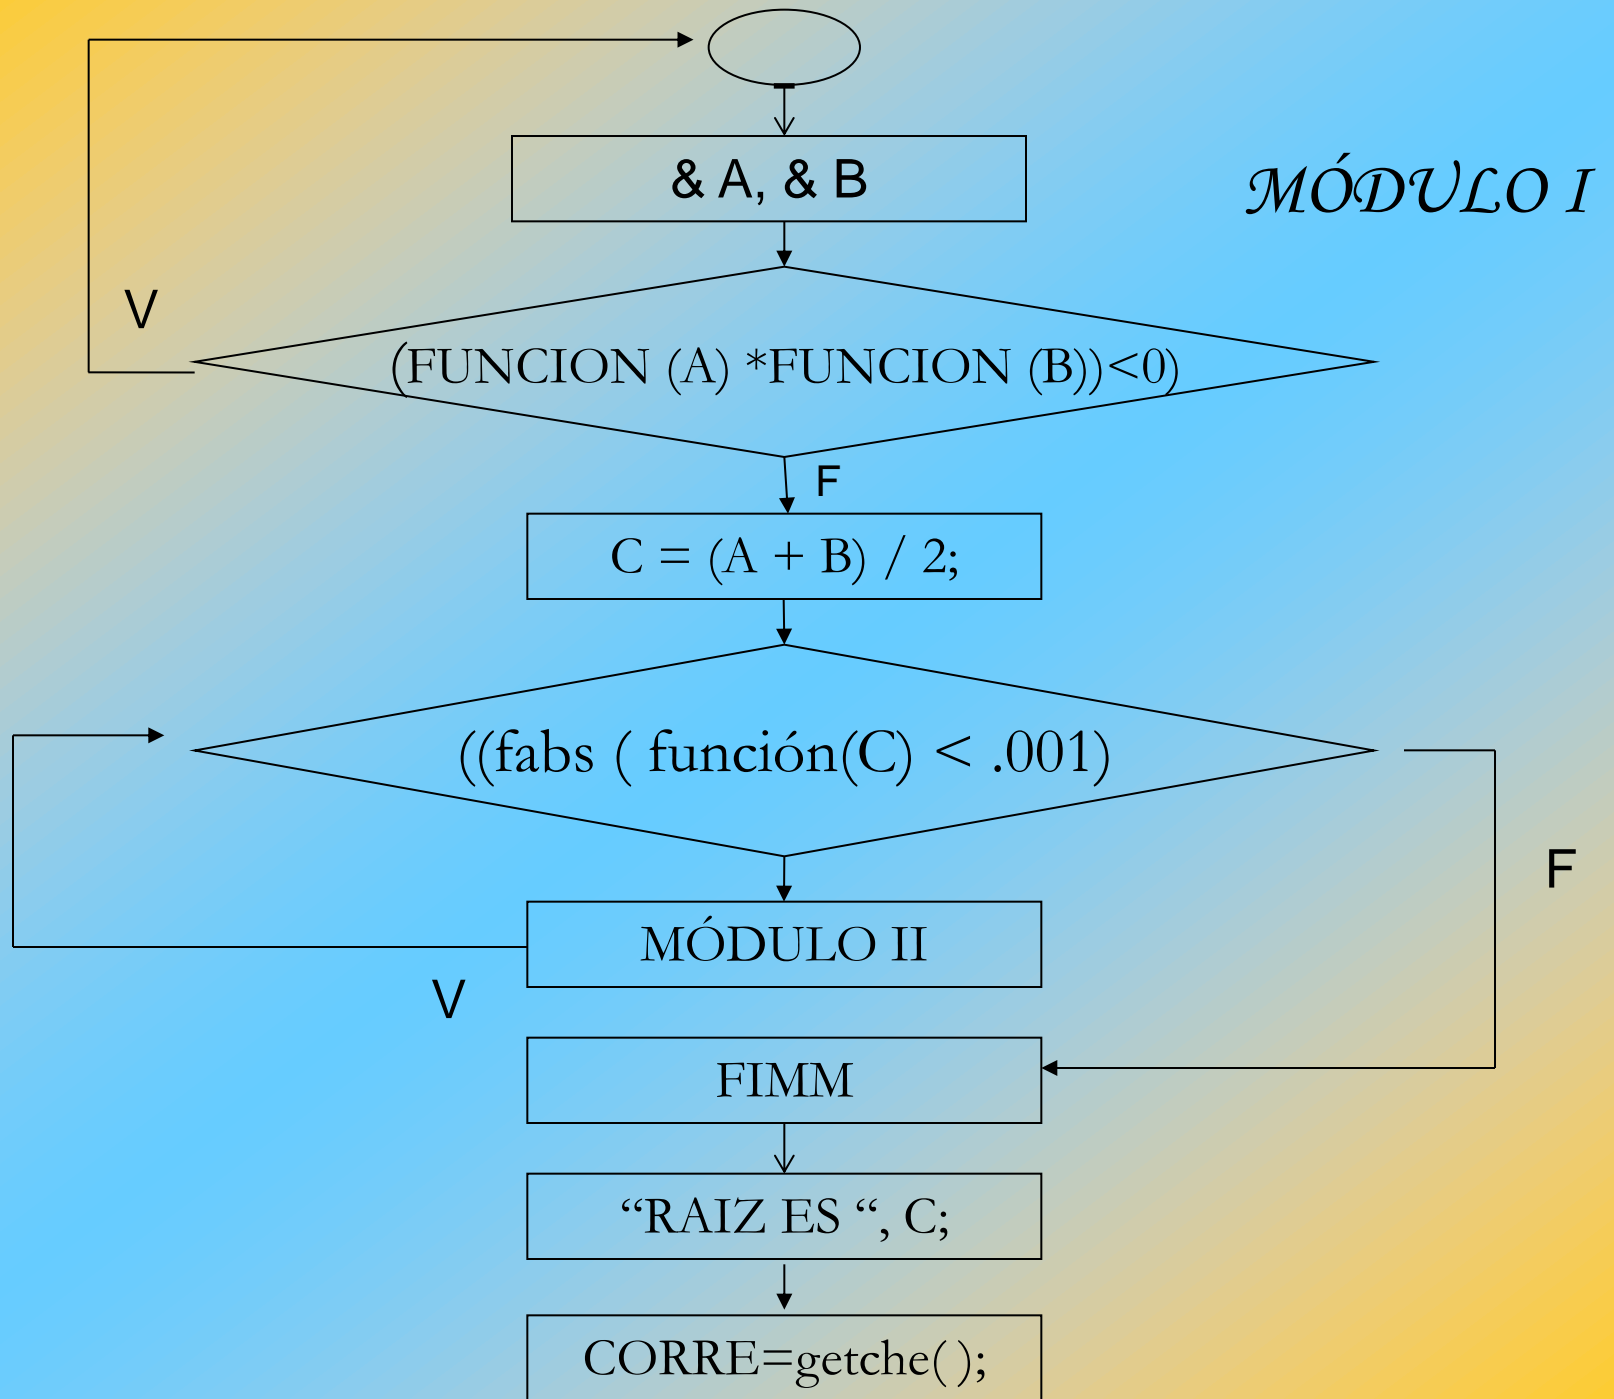 & A, & B
MÓDULO I
V
(FUNCION (A) *FUNCION (B))<0)
F
C = (A + B) / 2;
((fabs ( función(C) < .001)
F
MÓDULO II
V
FIMM
“RAIZ ES “, C;
CORRE=getche( );